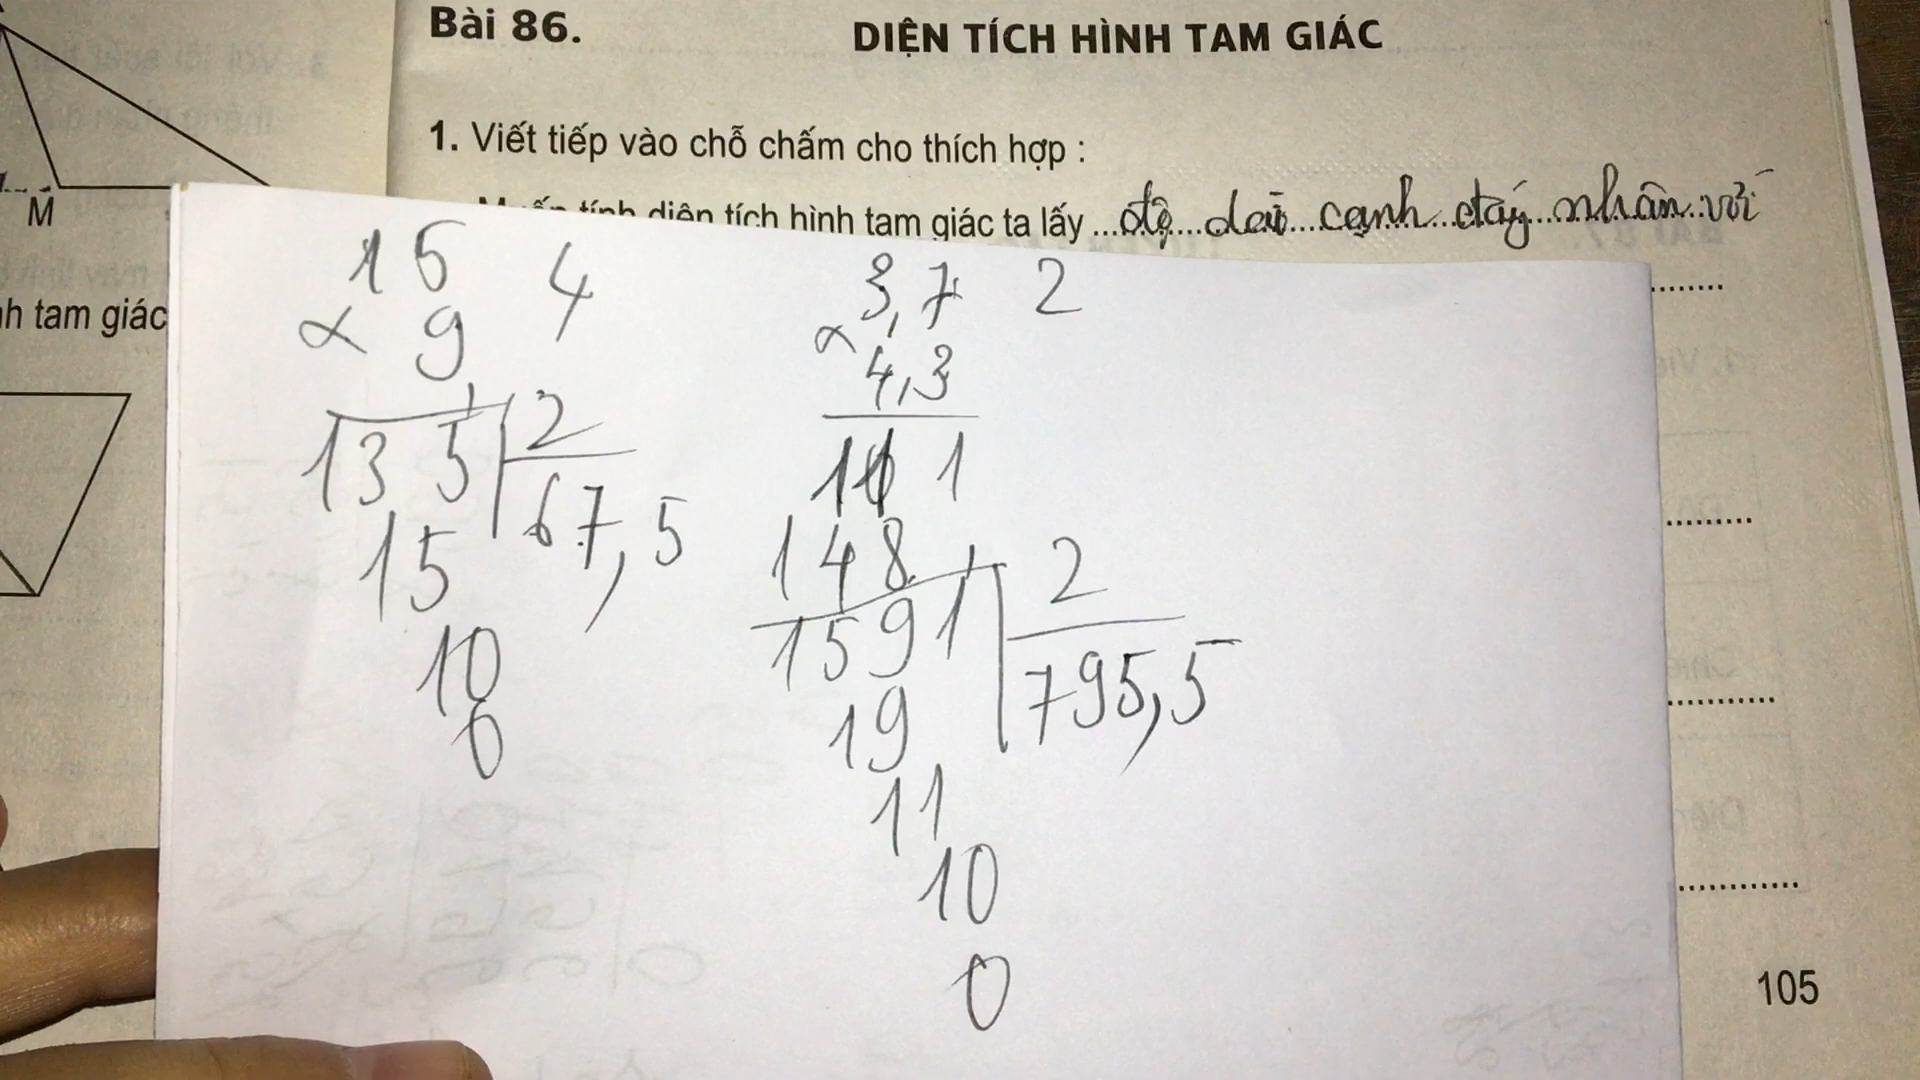 Bài 86.
DIỆN TÍCH HÌNH TAM GIÁC
1. Viết tiếp vào chỗ chấm cho thích hợp :
tính diện tích hình tam giác ta lấy ...độ dài cạnh đáy nhân với
M
h tam giác
15 4
× 9
135 2
15 67,5
10
0
3,7 2
×
4,3
111
148
1591 2
19 795,5
11
10
0
105